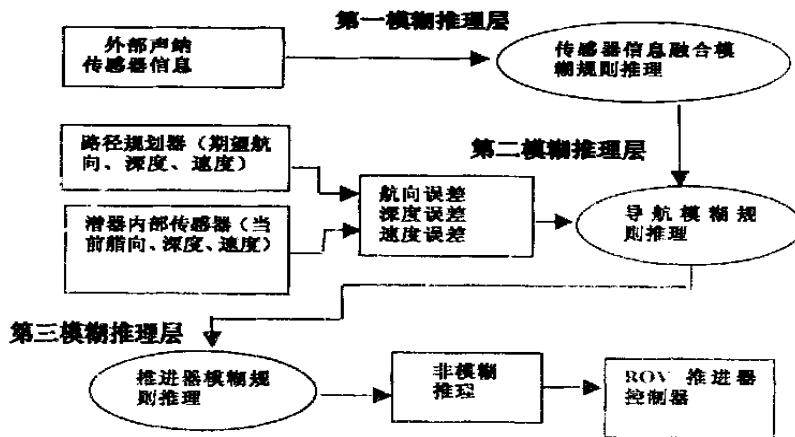 第一模糊推理层
外部声纳
传感器信息
传感器信息融合模
糊规则推理
路径规划器（期望航
向、深度、速度）
第二模糊推理层
航向误差
深度误差
速度误差
潜器内部传感器（当
前艏向、深度、速度）
导航模糊规
则推理
第三模糊推理层
推进器模糊规
则推理
非模糊
推理
ROV 推进器
控制器